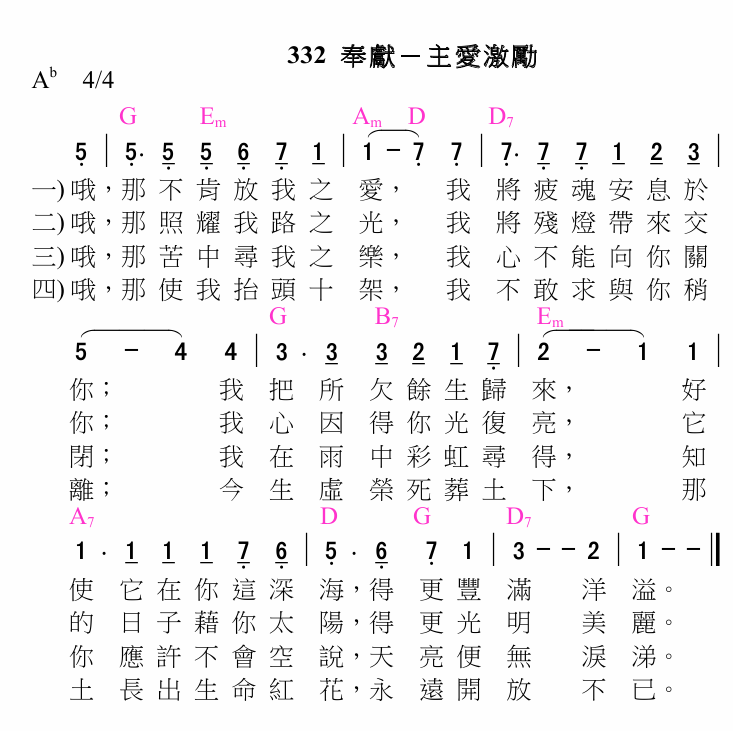 332 奉獻－主愛激勵
A♭ 4/4
G Em Am D D7
5̣ | 5̣. 5̣ 5̣ 6̣ 7̣ 1 | 1 − 7̣ 7̣ | 7̣. 7̣ 7̣ 1 2 3 |
一) 哦，那不肯放我之愛， 我將疲魂安息於
二) 哦，那照耀我路之光， 我將殘燈帶來交
三) 哦，那苦中尋我之樂， 我心不能向你關
四) 哦，那使我抬頭十架， 我不敢求與你稍
G B7 Em
5 − 4 4 | 3 . 3 3 2 1 7̣ | 2 − 1 1 |
你； 我把所欠餘生歸來， 好
你； 我心因得你光復亮， 它
閉； 我在雨中彩虹尋得， 知
離； 今生虛榮死葬土下， 那
A7 D G D7 G
1 . 1 1 1 7̣ 6̣ | 5̣ . 6̣ 7̣ 1 | 3 − − 2 | 1 − − ‖
使它在你這深海，得更豐滿洋溢。
的日子藉你太陽，得更光明美麗。
你應許不會空說，天亮便無淚涕。
土長出生命紅花，永遠開放不已。